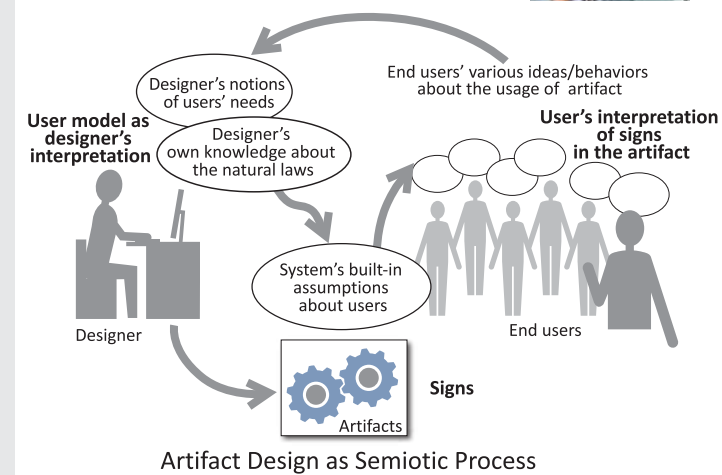 Designer's notions
of users' needs
End users' various ideas/behaviors
about the usage of artifact
User model as
designer's
interpretation
Designer's
own knowledge about
the natural laws
User's interpretation
of signs
in the artifact
System's built-in
assumptions
about users
Designer
End users
Signs
Artifacts
Artifact Design as Semiotic Process